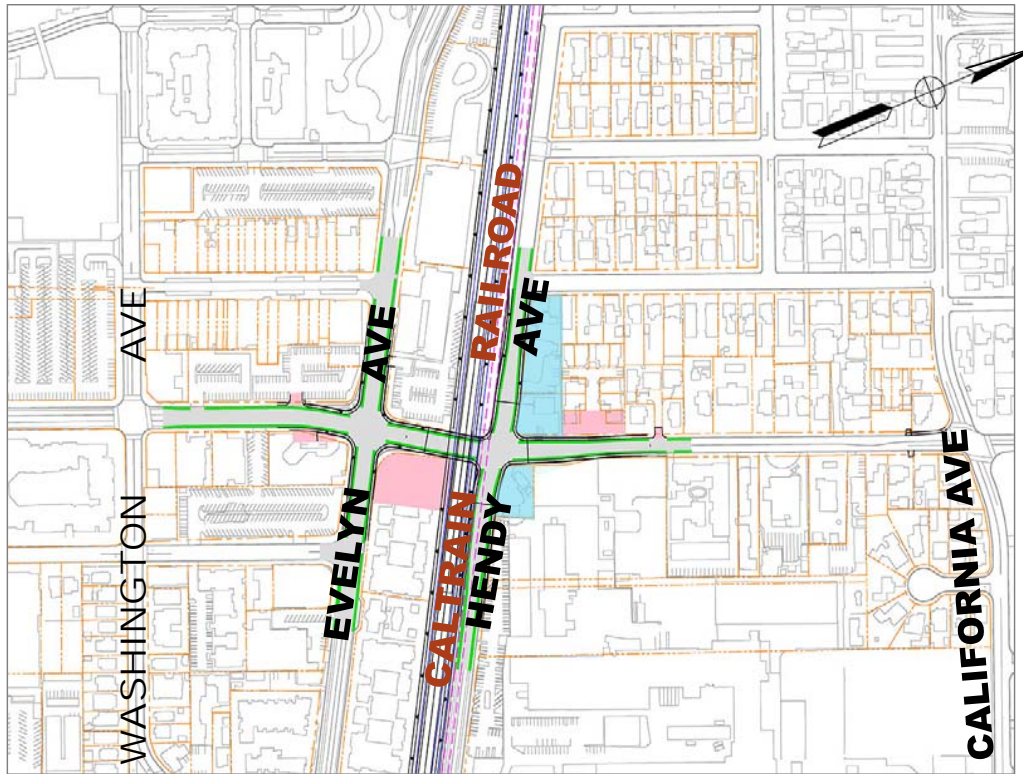 WASHINGTON AVE
EVELYN AVE
CALTRAIN RAILROAD
HENDY AVE
CALIFORNIA AVE